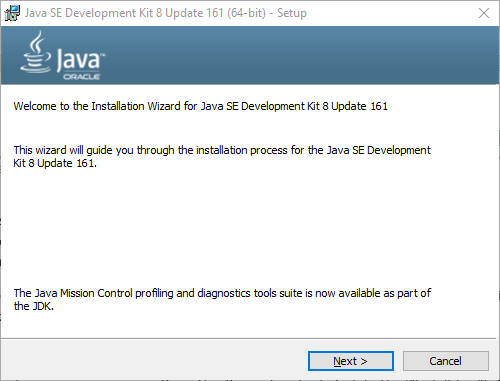 Java SE Development Kit 8 Update 161 (64-bit) - Setup
Java
ORACLE
Welcome to the Installation Wizard for Java SE Development Kit 8 Update 161
This wizard will guide you through the installation process for the Java SE Development
Kit 8 Update 161.
The Java Mission Control profiling and diagnostics tools suite is now available as part of
the JDK.
Next >
Cancel